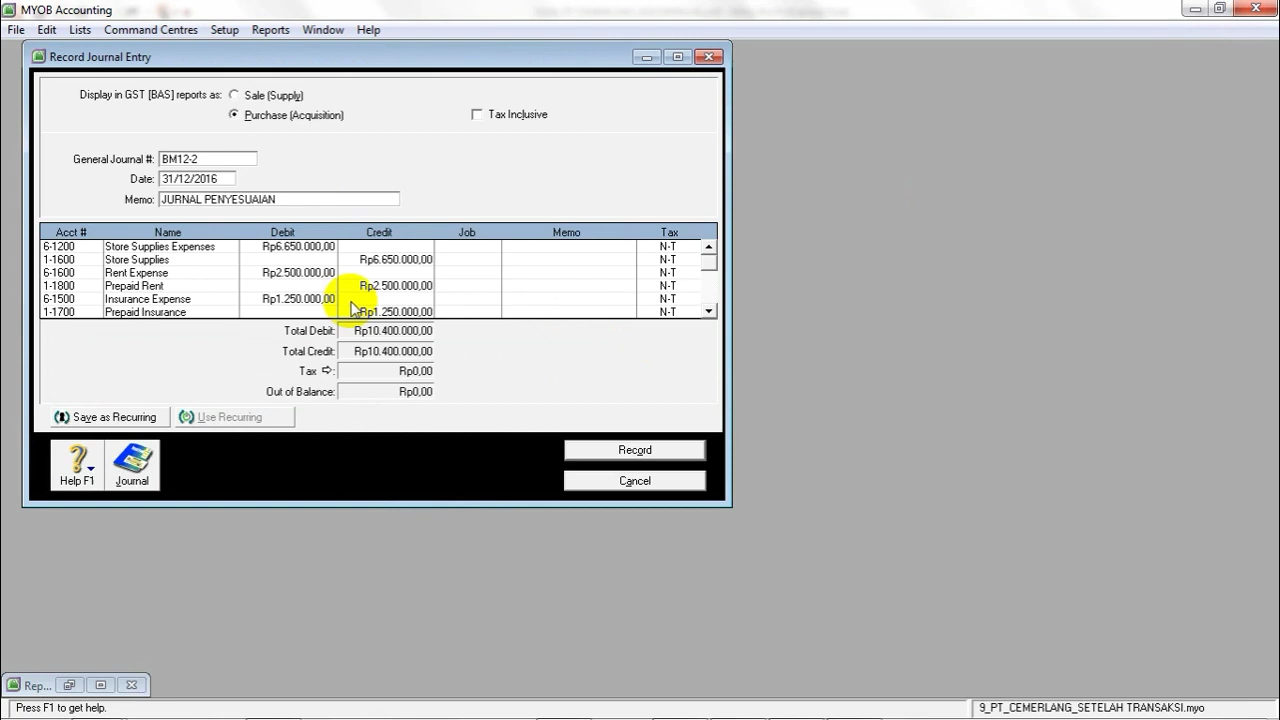 MYOB Accounting
File Edit Lists Command Centres Setup Reports Window Help
Record Journal Entry
Display in GST [BAS] reports as: Sale (Supply)
Purchase (Acquisition) Tax Inclusive
General Journal #: BM12-2
Date: 31/12/2016
Memo: JURNAL PENYESUAIAN
Acct # Name Debit Credit Job Memo Tax
6-1200 Store Supplies Expenses Rp6.650.000,00 N-T
1-1600 Store Supplies Rp6.650.000,00 N-T
6-1600 Rent Expense Rp2.500.000,00 N-T
1-1800 Prepaid Rent Rp2.500.000,00 N-T
6-1500 Insurance Expense Rp1.250.000,00 N-T
1-1700 Prepaid Insurance Rp1.250.000,00 N-T
Total Debit: Rp10.400.000,00
Total Credit: Rp10.400.000,00
Tax ⇨: Rp0,00
Out of Balance: Rp0,00
Save as Recurring Use Recurring
Help F1 Journal
Record
Cancel
Rep...
Press F1 to get help. 9_PT_CEMERLANG_SETELAH TRANSAKSI.myo